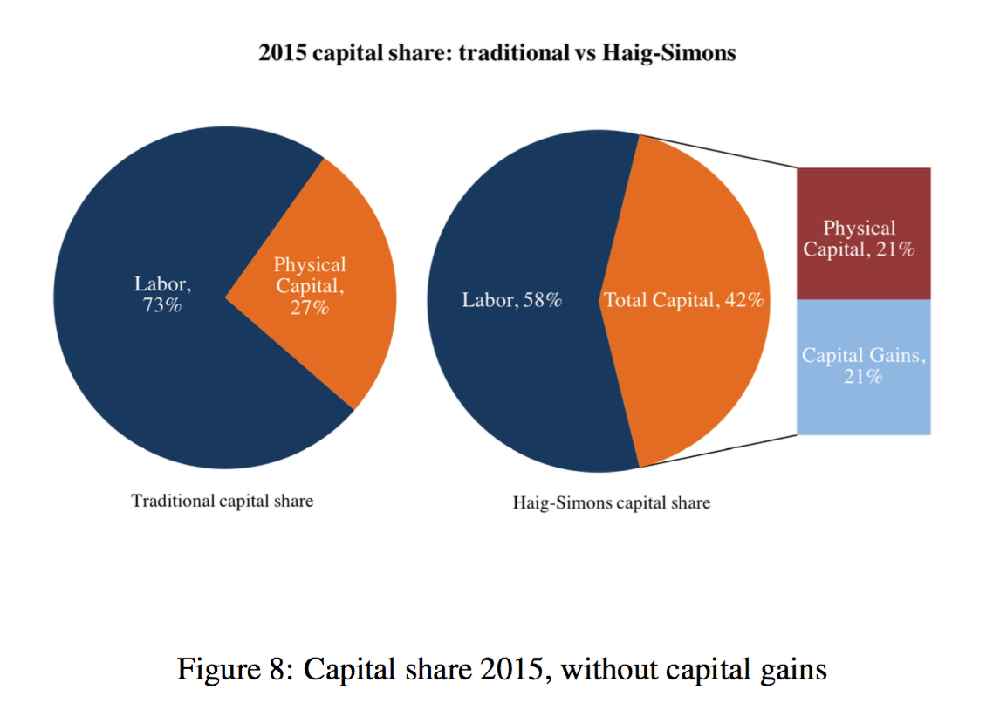 2015 capital share: traditional vs Haig-Simons
Labor,
73%
Physical
Capital,
27%
Traditional capital share
Labor, 58%
Total Capital, 42%
Physical
Capital, 21%
Capital Gains,
21%
Haig-Simons capital share
Figure 8: Capital share 2015, without capital gains